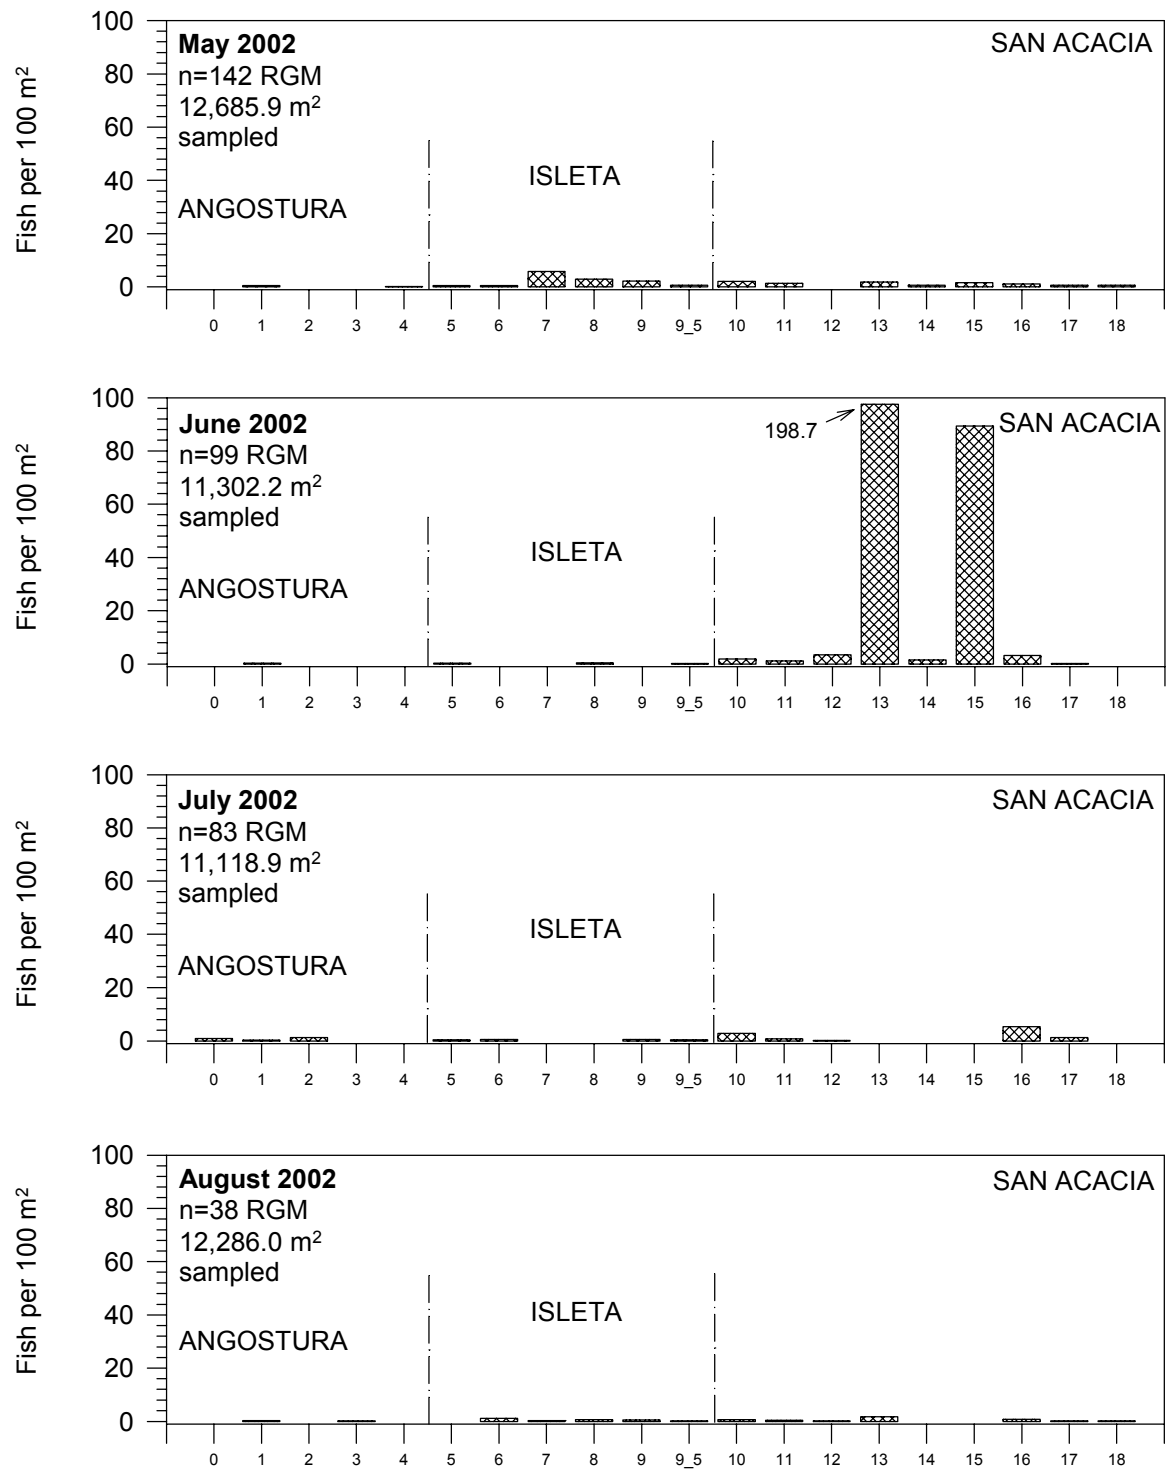 May 2002
n=142 RGM
12,685.9 m²
sampled
SAN ACACIA
ISLETA
ANGOSTURA
Fish per 100 m²
100
80
60
40
20
0
0 1 2 3 4 5 6 7 8 9 9_5 10 11 12 13 14 15 16 17 18
June 2002
n=99 RGM
11,302.2 m²
sampled
198.7
SAN ACACIA
ISLETA
ANGOSTURA
Fish per 100 m²
100
80
60
40
20
0
0 1 2 3 4 5 6 7 8 9 9_5 10 11 12 13 14 15 16 17 18
July 2002
n=83 RGM
11,118.9 m²
sampled
SAN ACACIA
ISLETA
ANGOSTURA
Fish per 100 m²
100
80
60
40
20
0
0 1 2 3 4 5 6 7 8 9 9_5 10 11 12 13 14 15 16 17 18
August 2002
n=38 RGM
12,286.0 m²
sampled
SAN ACACIA
ISLETA
ANGOSTURA
Fish per 100 m²
100
80
60
40
20
0
0 1 2 3 4 5 6 7 8 9 9_5 10 11 12 13 14 15 16 17 18